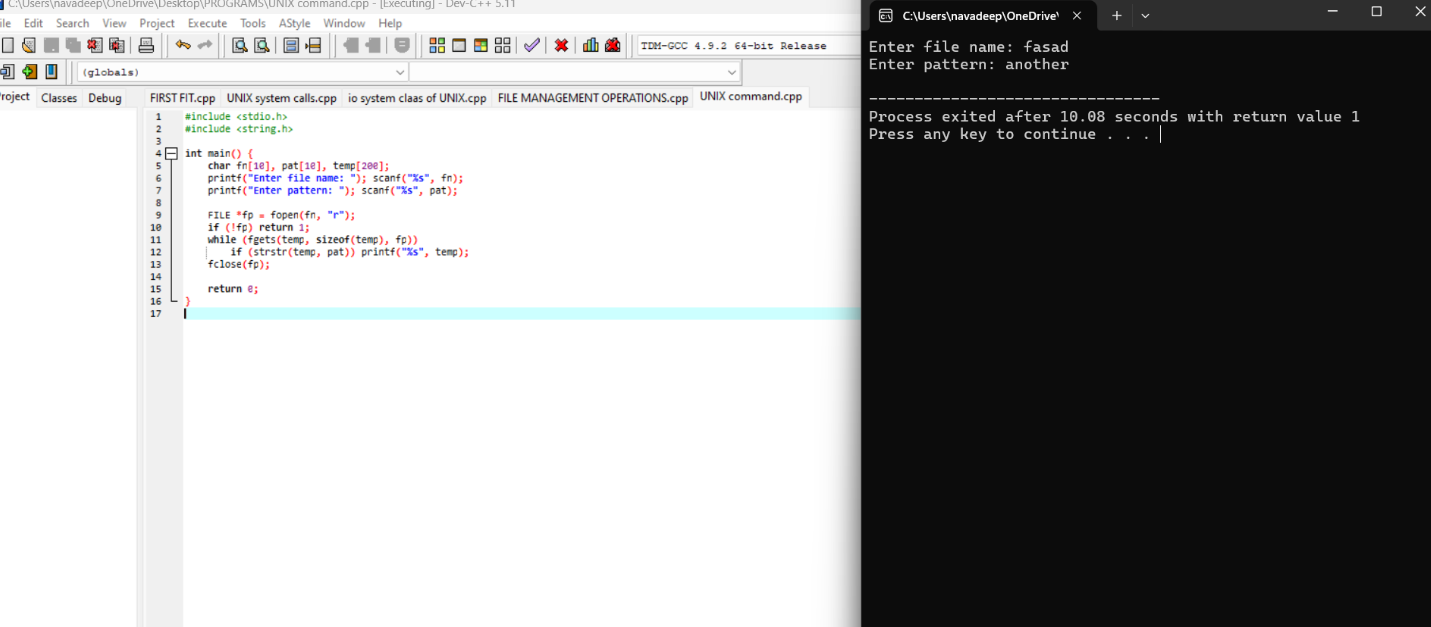 C:\Users\navadeep\OneDrive\Desktop\PROGRAMS\UNIX command.cpp - [Executing] - Dev-C++ 5.11
ile Edit Search View Project Execute Tools AStyle Window Help
TDM-GCC 4.9.2 64-bit Release
(globals)
roject Classes Debug FIRST FIT.cpp UNIX system calls.cpp io system claas of UNIX.cpp FILE MANAGEMENT OPERATIONS.cpp UNIX command.cpp
1 #include <stdio.h>
2 #include <string.h>
3
4 int main() {
5 char fn[10], pat[10], temp[200];
6 printf("Enter file name: "); scanf("%s", fn);
7 printf("Enter pattern: "); scanf("%s", pat);
8
9 FILE *fp = fopen(fn, "r");
10 if (!fp) return 1;
11 while (fgets(temp, sizeof(temp), fp))
12 if (strstr(temp, pat)) printf("%s", temp);
13 fclose(fp);
14
15 return 0;
16 }
17
C:\Users\navadeep\OneDrive\
Enter file name: fasad
Enter pattern: another
--------------------------------
Process exited after 10.08 seconds with return value 1
Press any key to continue . . .